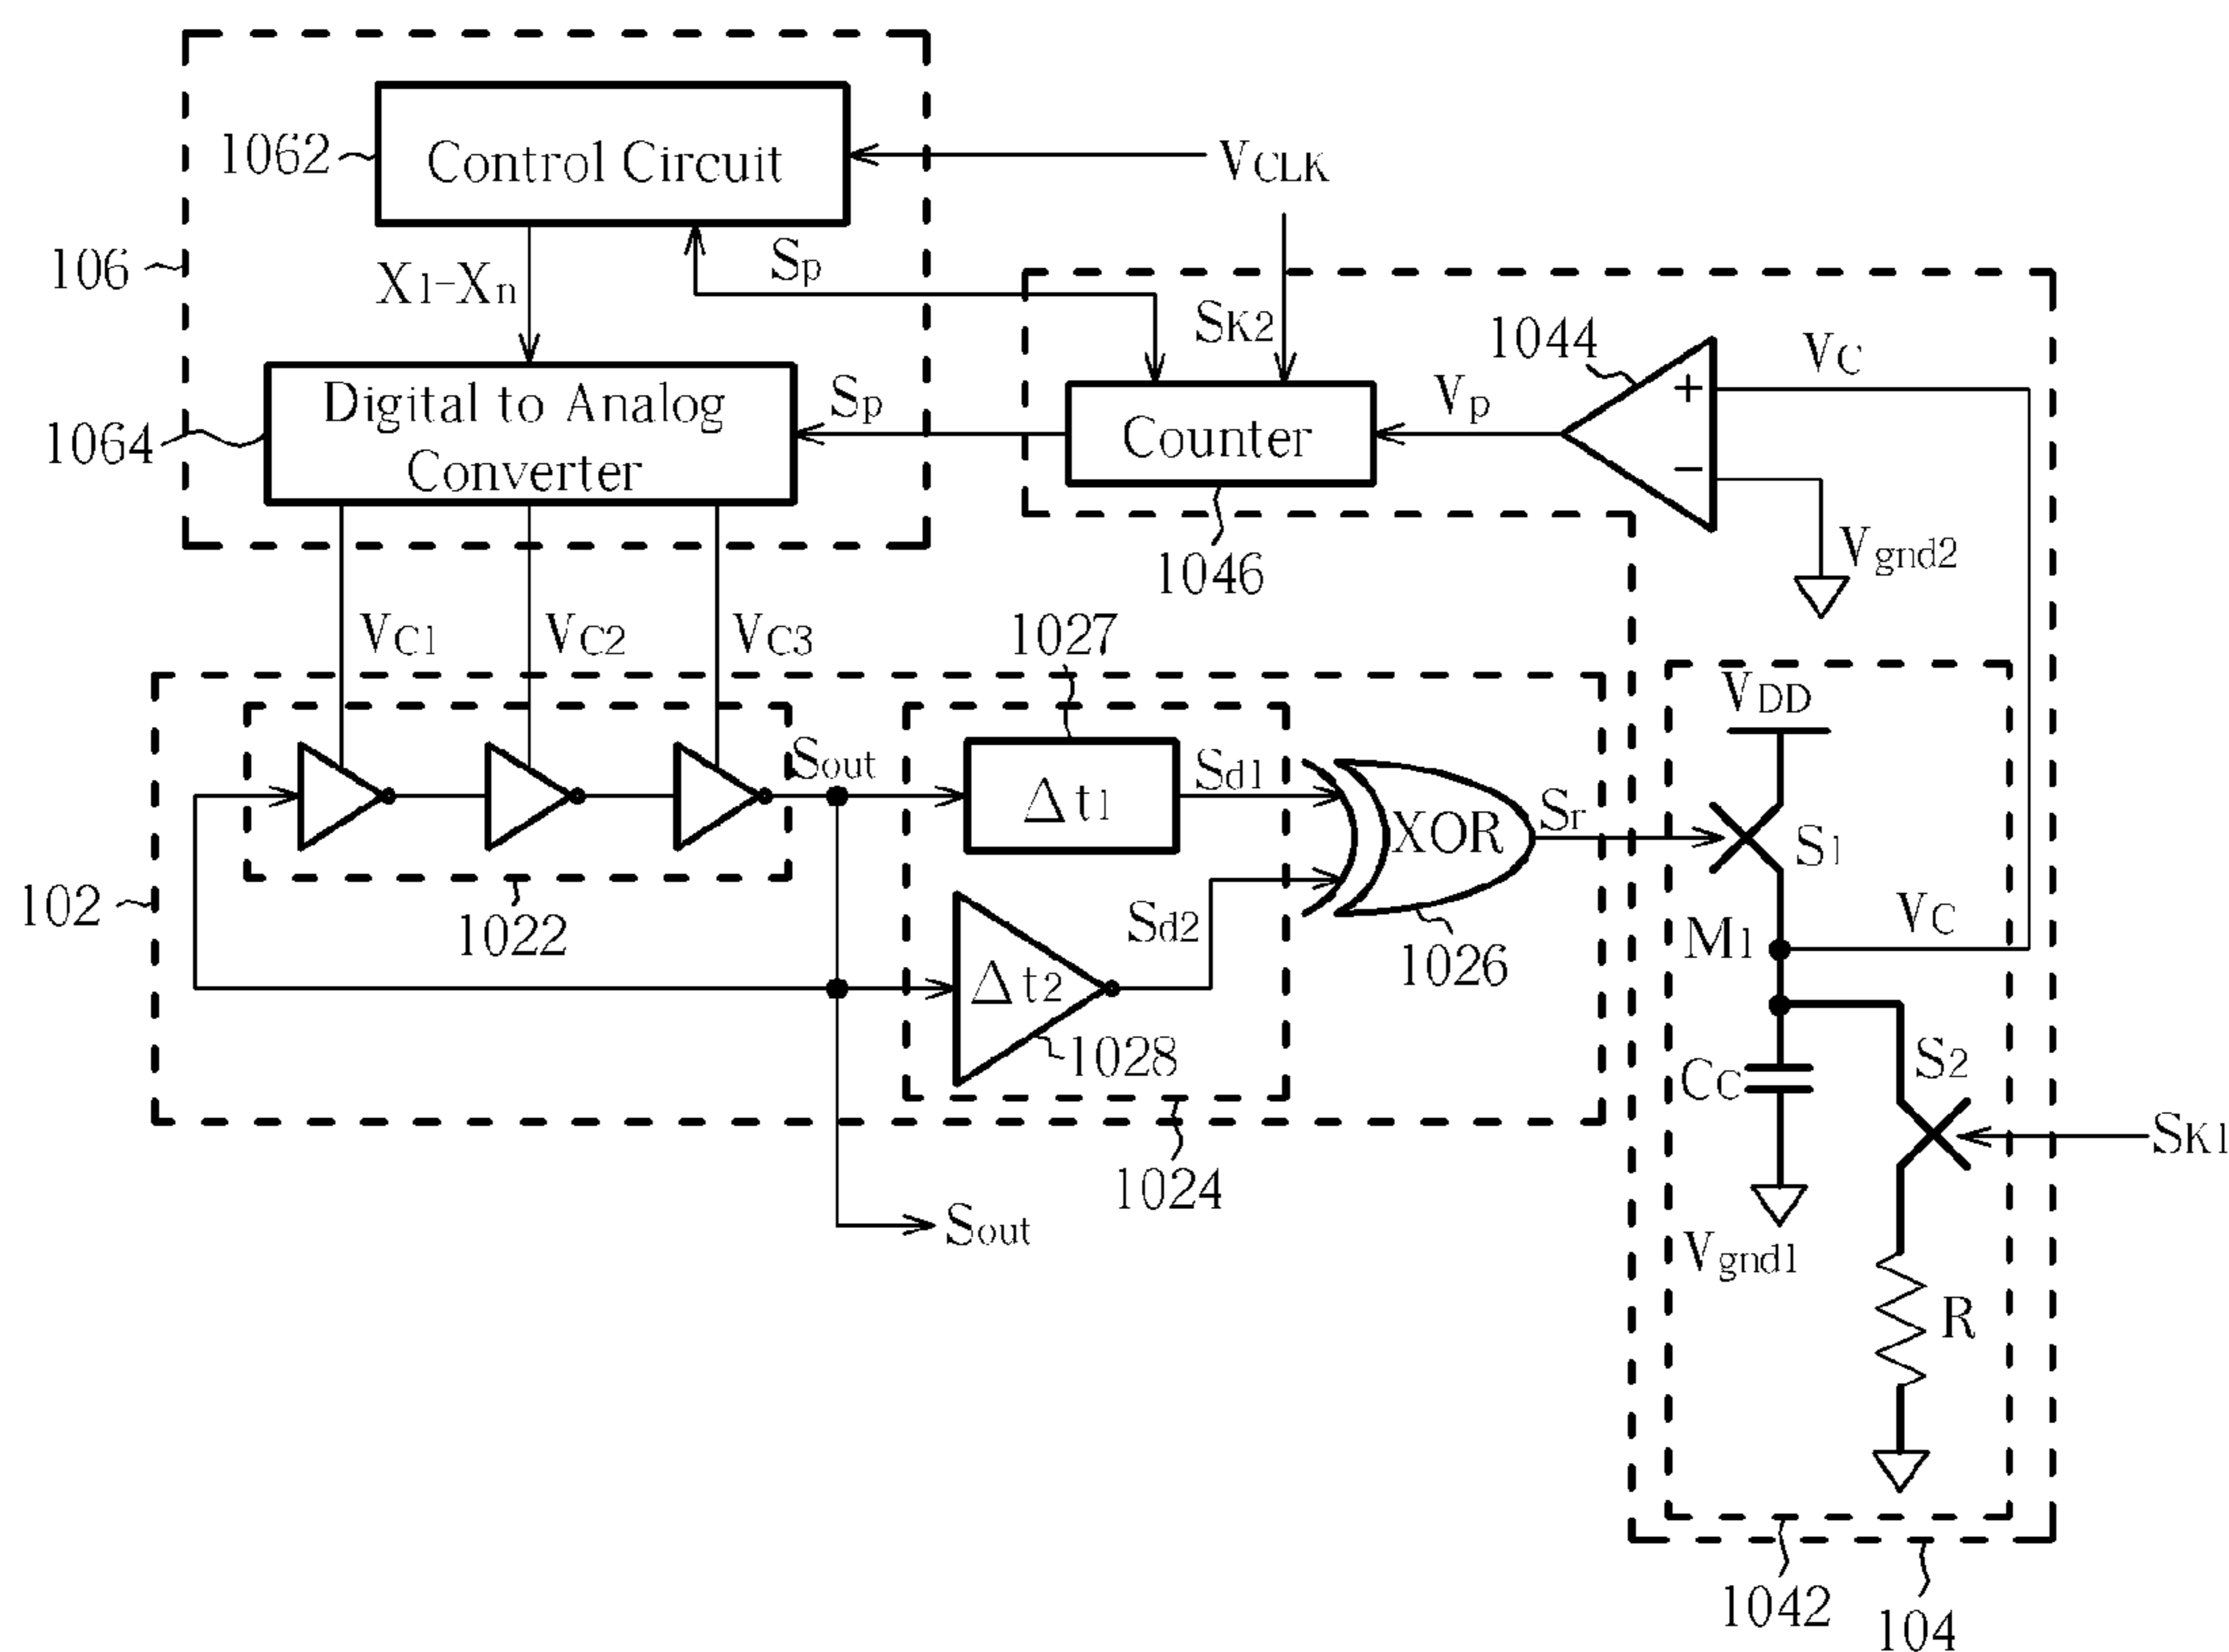 1062
Control Circuit
VCLK
106
X1-Xn
Sp
SK2
1044
VC
Digital to Analog
Converter
1064
Sp
Counter
Vp
+
−
1046
Vgnd2
VC1
VC2
VC3
1027
VDD
Sout
Δt1
Sd1
XOR
Sr
S1
102
1022
Sd2
1026
M1
VC
Δt2
1028
CC
S2
SK1
1024
Sout
Vgnd1
R
1042
104